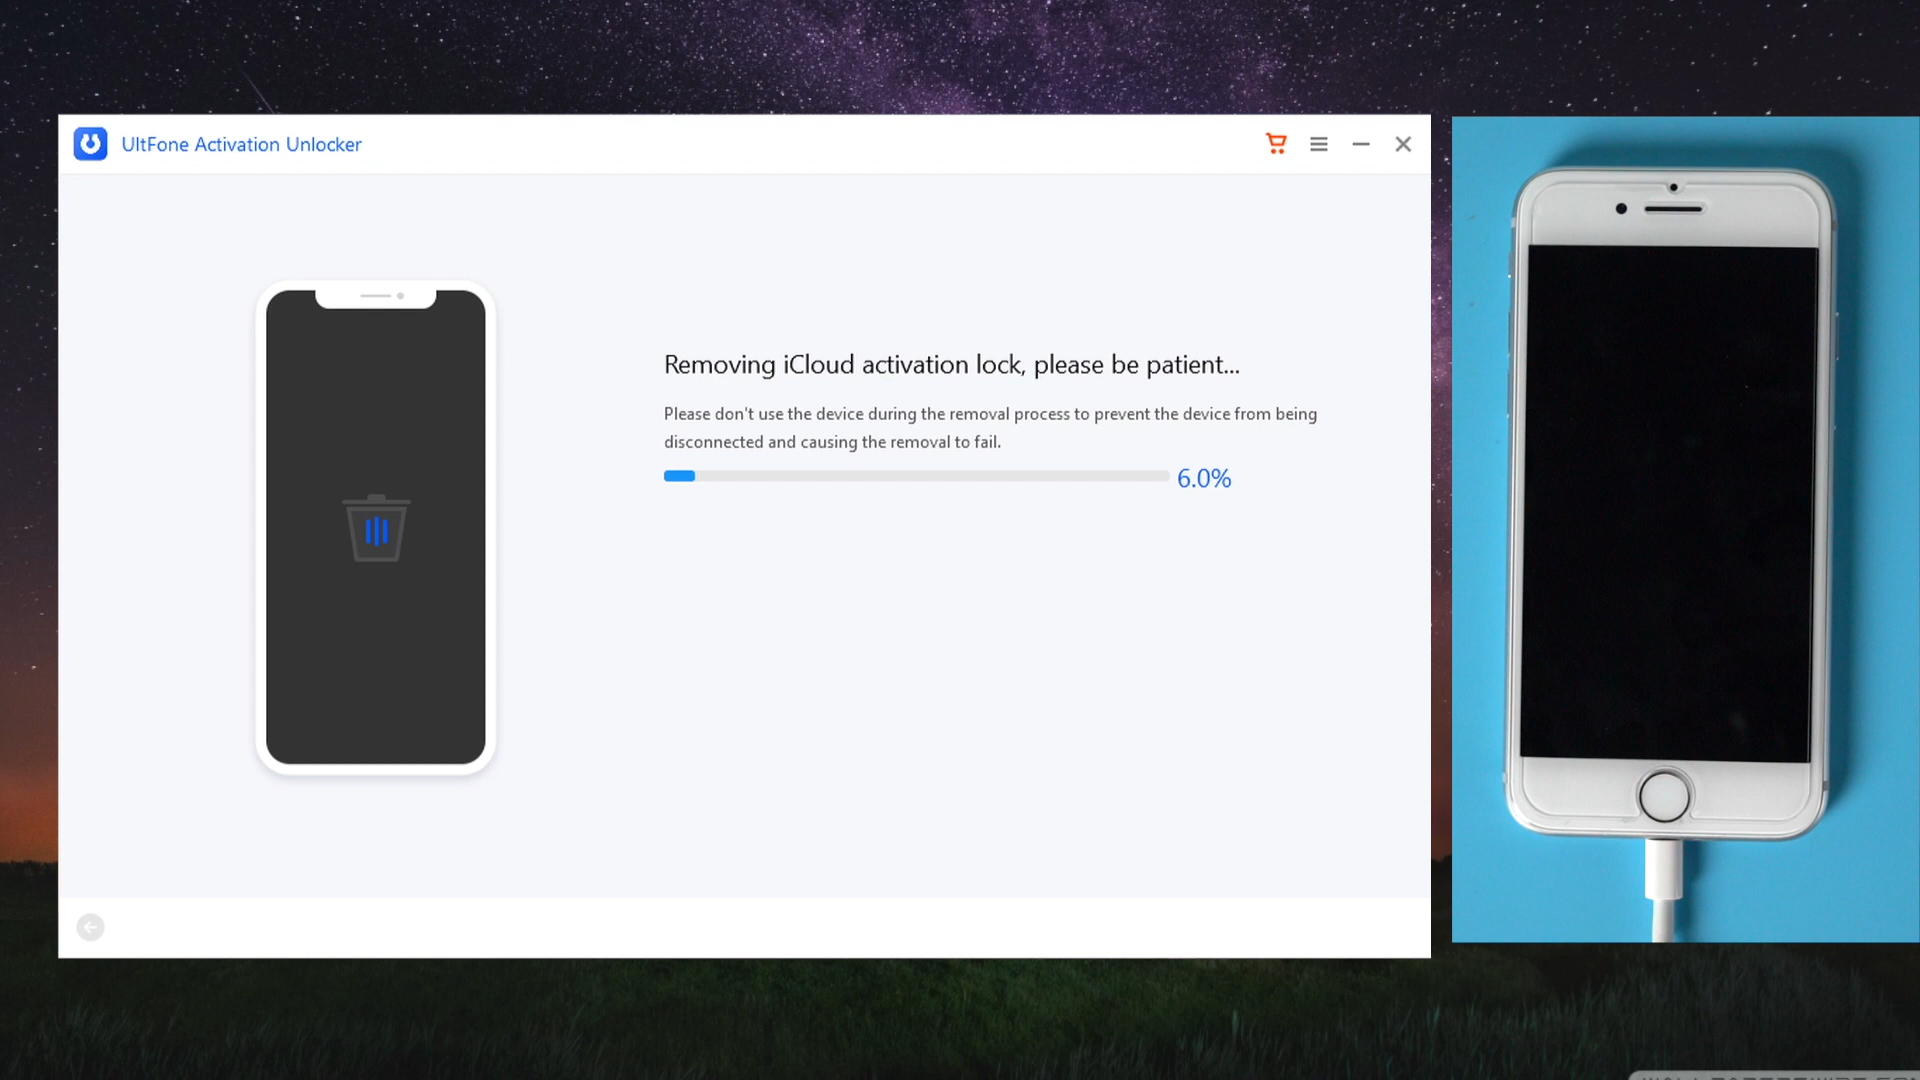 UltFone Activation Unlocker
Removing iCloud activation lock, please be patient...
Please don't use the device during the removal process to prevent the device from being
disconnected and causing the removal to fail.
6.0%